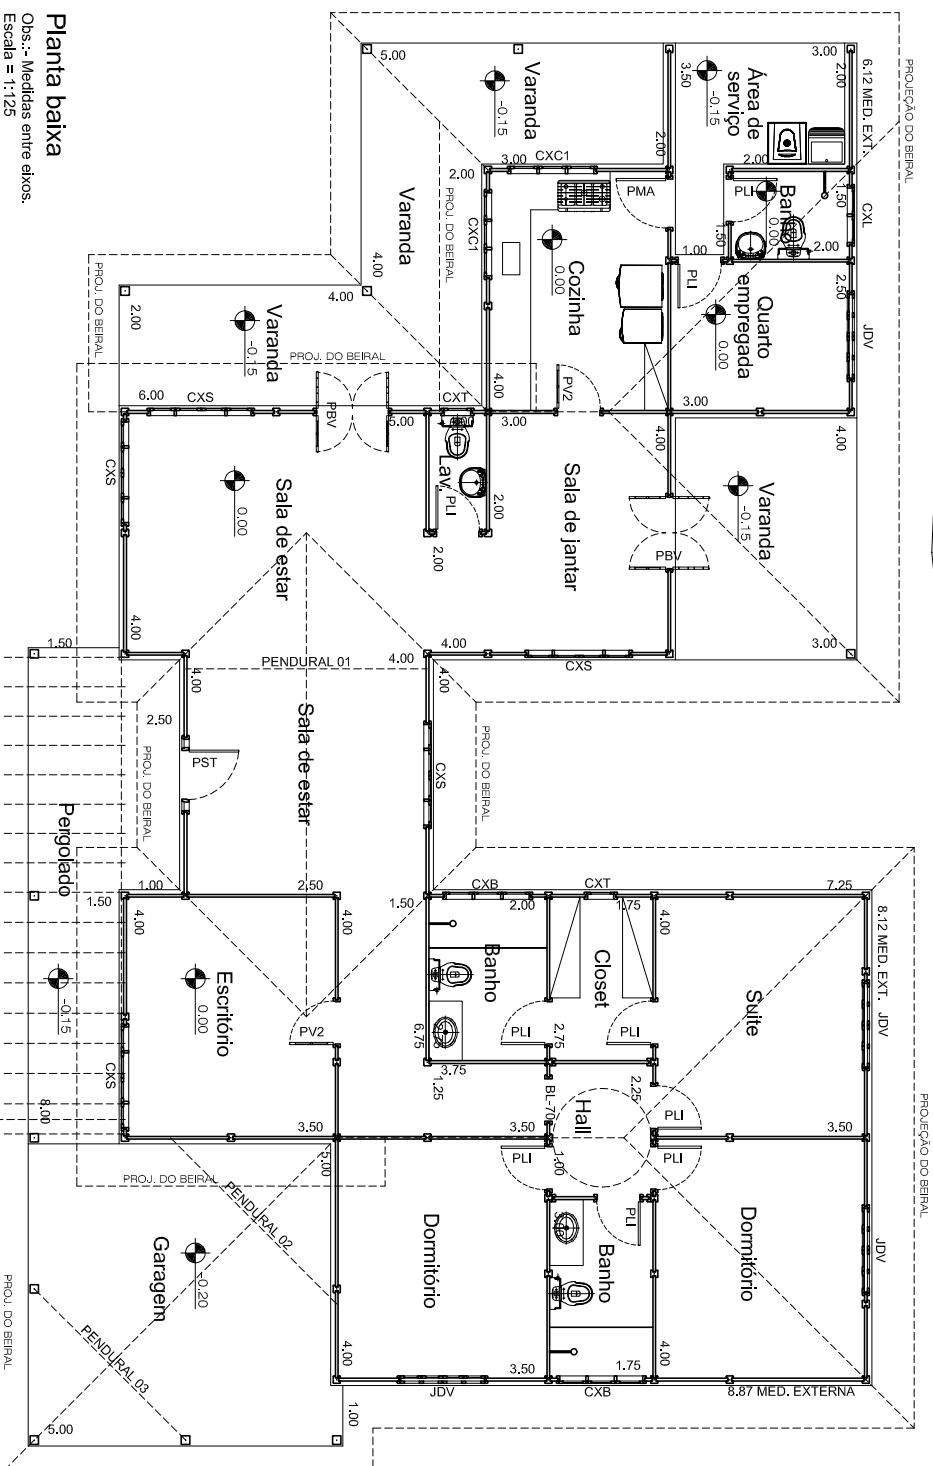 Planta baixa
Obs.:- Medidas entre eixos.
Escala = 1:125
PROJEÇÃO DO BEIRAL
6.12 MED. EXT.
3.00
2.00
Área de
serviço
-0.15
3.50
5.00
Varanda
-0.15
2.00
3.00
CXC1
2.00
CXC1
PROJ. DO BEIRAL
Varanda
4.00
PMA
PLI
2.00
Banho
0.00
1.50
1.50
2.00
CXL
1.00
PLI
2.50
JDV
Quarto
empregada
0.00
3.00
Cozinha
0.00
4.00
PV2
3.00
4.00
4.00
PROJ. DO BEIRAL
2.00
4.00
Varanda
-0.15
PROJ. DO BEIRAL
6.00
CXS
PBV
5.00
CXT
Lav.
PLI
2.00
2.00
CXS
0.00
Sala de estar
Sala de jantar
Varanda
-0.15
PBV
3.00
4.00
4.00
4.00
CXS
1.50
4.00
PENDURAL 01
4.00
2.50
PROJ. DO BEIRAL
PST
Sala de estar
CXS
PROJ. DO BEIRAL
Pergolado
-0.15
1.50
1.00
4.00
2.50
4.00
1.50
CXB
2.00
CXT
1.75
4.00
7.25
8.12 MED. EXT.
JDV
Escritório
0.00
PV2
Banho
6.75
3.75
1.25
PLI
Closet
2.75
PLI
Suite
2.25
CXS
8.00
3.50
3.50
BL-70
Hall
1.00
PLI
PLI
PLI
3.50
PROJEÇÃO DO BEIRAL
PROJ. DO BEIRAL
5.00
PENDURAL 02
Garagem
-0.20
PENDURAL 03
PROJ. DO BEIRAL
5.00
1.00
Dormitório
4.00
3.50
JDV
PLI
Banho
1.75
CXB
Dormitório
4.00
JDV
8.87 MED. EXTERNA